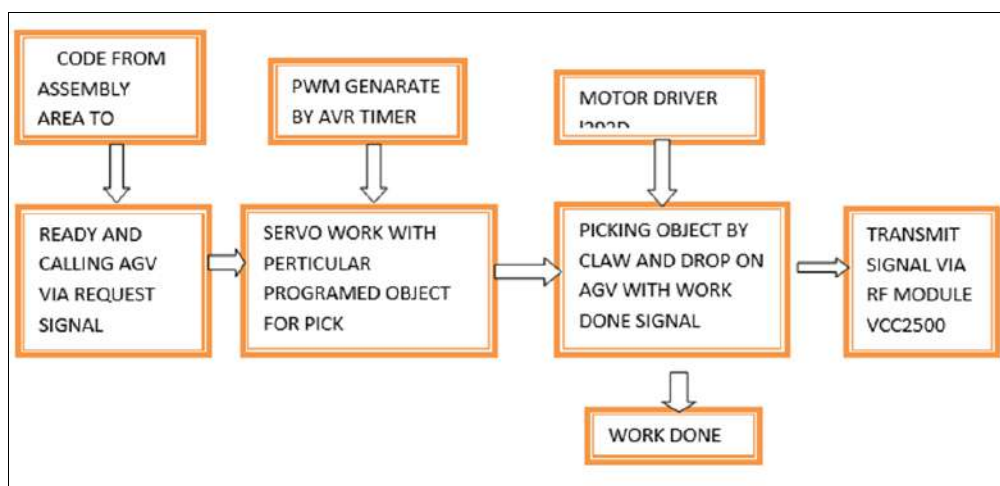 CODE FROM
ASSEMBLY
AREA TO
PWM GENARATE
BY AVR TIMER
MOTOR DRIVER
READY AND
CALLING AGV
VIA REQUEST
SIGNAL
SERVO WORK WITH
PERTICULAR
PROGRAMED OBJECT
FOR PICK
PICKING OBJECT BY
CLAW AND DROP ON
AGV WITH WORK
DONE SIGNAL
TRANSMIT
SIGNAL VIA
RF MODULE
VCC2500
WORK DONE